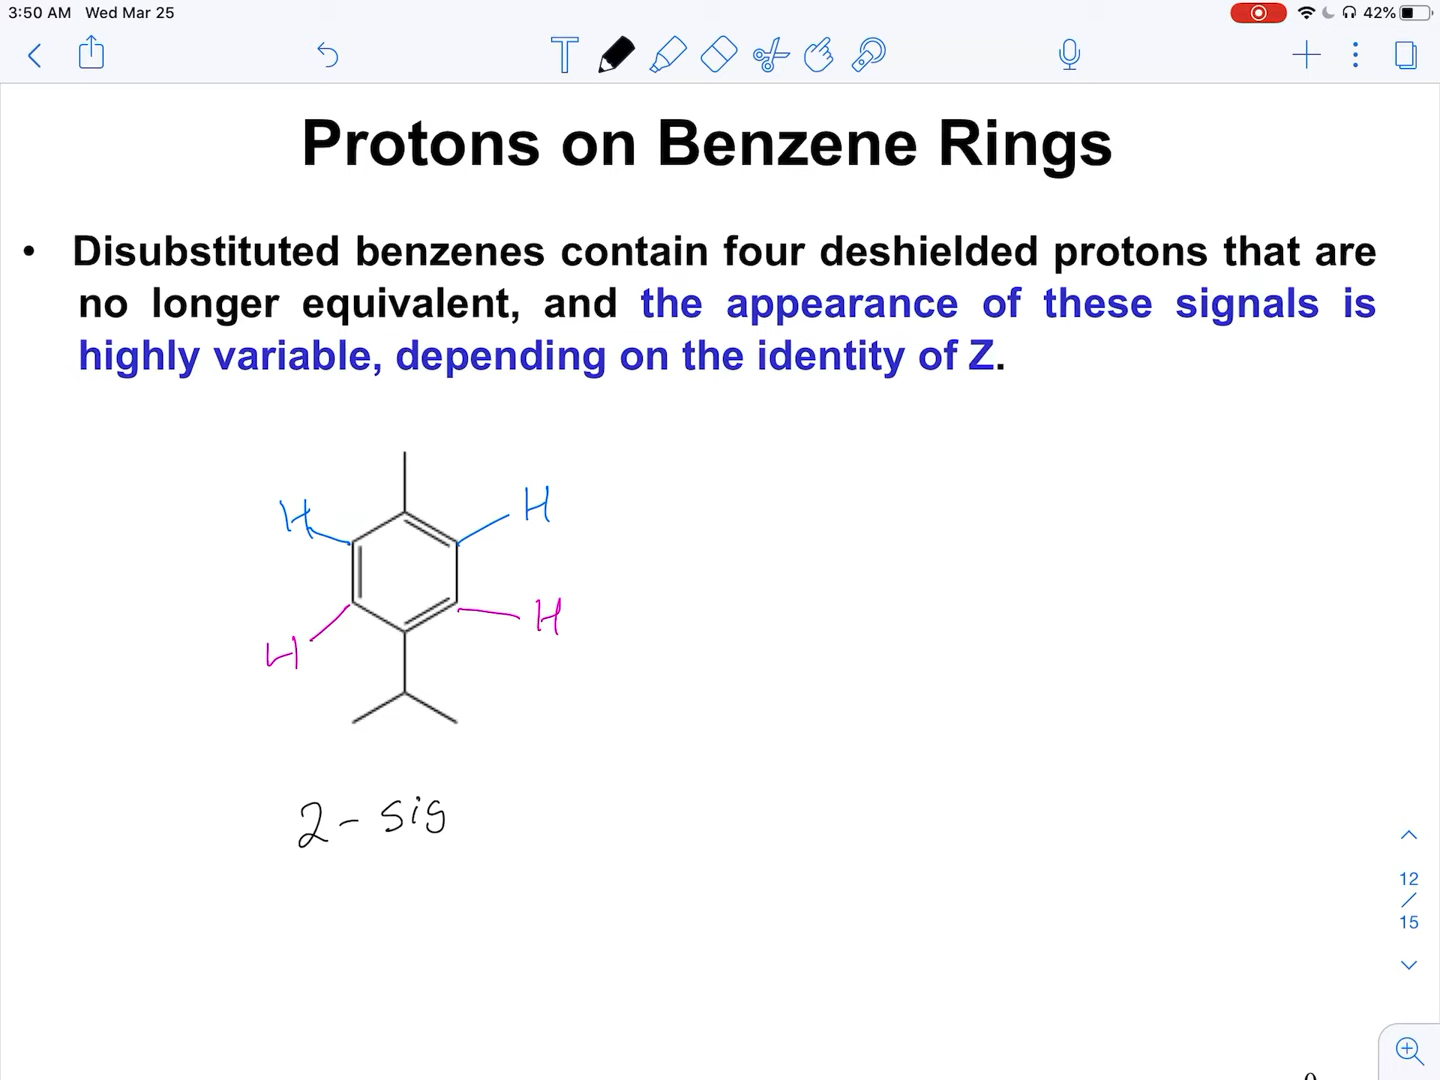 3:50 AM Wed Mar 25
42%
Protons on Benzene Rings
• Disubstituted benzenes contain four deshielded protons that are
no longer equivalent, and the appearance of these signals is
highly variable, depending on the identity of Z.
H
H
H
H
2 - sig
12
/
15